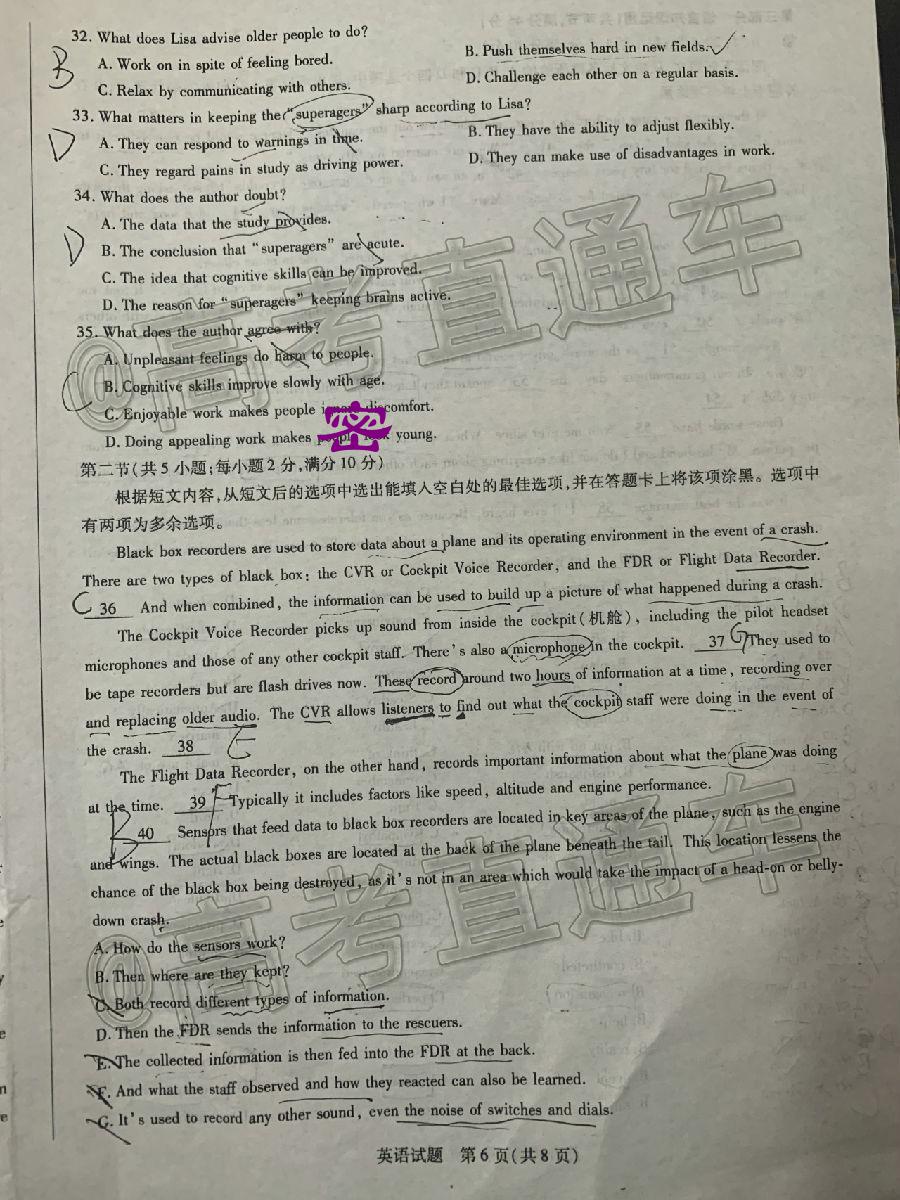 32. What does Lisa advise older people to do?
A. Work on in spite of feeling bored.
B. Push themselves hard in new fields.
B
C. Relax by communicating with others.
D. Challenge each other on a regular basis.
33. What matters in keeping the "superagers" sharp according to Lisa?
D
A. They can respond to warnings in time.
B. They have the ability to adjust flexibly.
C. They regard pains in study as driving power.
D. They can make use of disadvantages in work.
34. What does the author doubt?
A. The data that the study provides.
D
B. The conclusion that "superagers" are acute.
C. The idea that cognitive skills can be improved.
D. The reason for "superagers" keeping brains active.
35. What does the author agree with?
A. Unpleasant feelings do harm to people.
C
B. Cognitive skills improve slowly with age.
C. Enjoyable work makes people discomfort.
密
D. Doing appealing work makes young.
第二节(共5小题;每小题2分,满分10分)
根据短文内容,从短文后的选项中选出能填入空白处的最佳选项,并在答题卡上将该项涂黑。选项中
有两项为多余选项。
Black box recorders are used to store data about a plane and its operating environment in the event of a crash.
There are two types of black box: the CVR or Cockpit Voice Recorder, and the FDR or Flight Data Recorder.
C 36 And when combined, the information can be used to build up a picture of what happened during a crash.
The Cockpit Voice Recorder picks up sound from inside the cockpit(机舱), including the pilot headset
microphones and those of any other cockpit staff. There's also a microphone in the cockpit. 37 G They used to
be tape recorders but are flash drives now. These record around two hours of information at a time, recording over
and replacing older audio. The CVR allows listeners to find out what the cockpit staff were doing in the event of
the crash. 38 E
The Flight Data Recorder, on the other hand, records important information about what the plane was doing
at the time. 39 F Typically it includes factors like speed, altitude and engine performance.
B 40 Sensors that feed data to black box recorders are located in key areas of the plane, such as the engine
and wings. The actual black boxes are located at the back of the plane beneath the tail. This location lessens the
chance of the black box being destroyed, as it's not in an area which would take the impact of a head-on or belly-
down crash.
A. How do the sensors work?
B. Then where are they kept?
C. Both record different types of information.
D. Then the FDR sends the information to the rescuers.
E. The collected information is then fed into the FDR at the back.
F. And what the staff observed and how they reacted can also be learned.
G. It's used to record any other sound, even the noise of switches and dials.
英语试题 第6页(共8页)
@高考直通车
@高考直通车